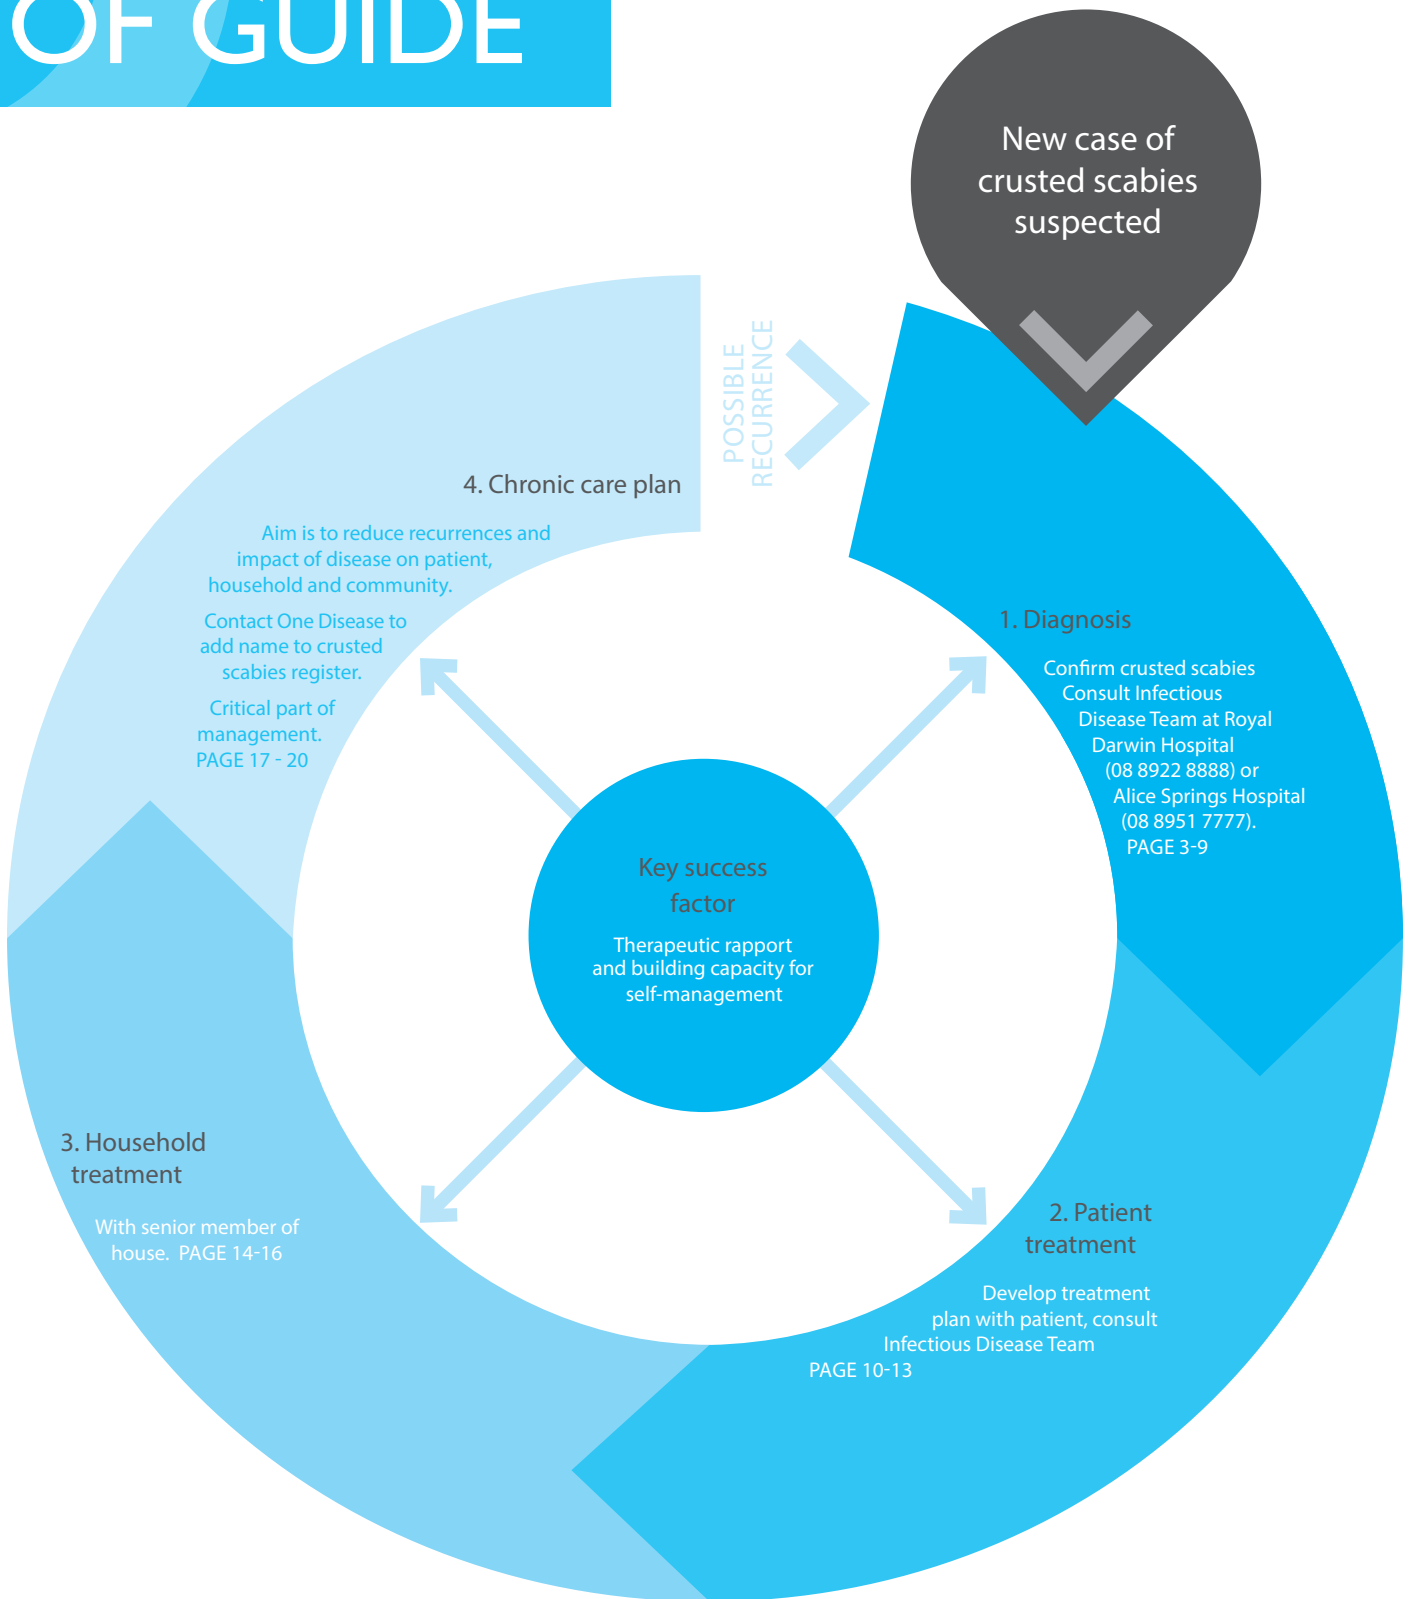 OF GUIDE
New case of
crusted scabies
suspected
POSSIBLE
RECURRENCE
1. Diagnosis
Confirm crusted scabies
Consult Infectious
Disease Team at Royal
Darwin Hospital
(08 8922 8888) or
Alice Springs Hospital
(08 8951 7777).
PAGE 3-9
2. Patient
treatment
Develop treatment
plan with patient, consult
Infectious Disease Team
PAGE 10-13
3. Household
treatment
With senior member of
house. PAGE 14-16
4. Chronic care plan
Aim is to reduce recurrences and
impact of disease on patient,
household and community.
Contact One Disease to
add name to crusted
scabies register.
Critical part of
management.
PAGE 17 - 20
Key success
factor
Therapeutic rapport
and building capacity for
self-management